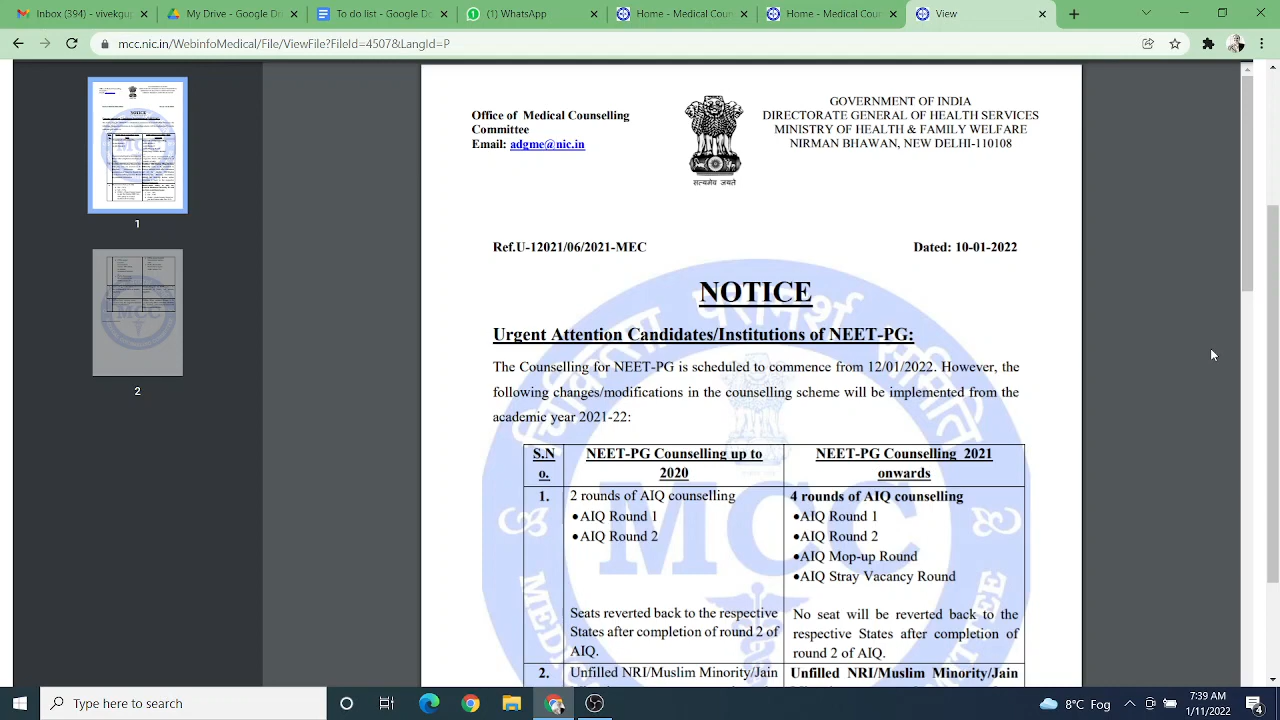 Inbox (3,313) - vivekgup
My Drive - Google Dr
To do list - Google Do
(1) WhatsApp
Home | Medical Coun
Home | Medical Coun
View
mcc.nic.in/WebinfoMedical/File/ViewFile?FileId=4507&LangId=P
Office of Medical Counselling
Committee
Email: adgme@nic.in
सत्यमेव जयते
GOVERNMENT OF INDIA
DIRECTORATE GENERAL OF HEALTH SERVICES
MINISTRY OF HEALTH & FAMILY WELFARE
NIRMAN BHAWAN, NEW DELHI-110108
Ref.U-12021/06/2021-MEC
Dated: 10-01-2022
NOTICE
Urgent Attention Candidates/Institutions of NEET-PG:
The Counselling for NEET-PG is scheduled to commence from 12/01/2022. However, the
following changes/modifications in the counselling scheme will be implemented from the
academic year 2021-22:
S.N
o.
NEET-PG Counselling up to
2020
NEET-PG Counselling 2021
onwards
1.
2 rounds of AIQ counselling
•AIQ Round 1
•AIQ Round 2
Seats reverted back to the respective
States after completion of round 2 of
AIQ.
4 rounds of AIQ counselling
•AIQ Round 1
•AIQ Round 2
•AIQ Mop-up Round
•AIQ Stray Vacancy Round
No seat will be reverted back to the
respective States after completion of
round 2 of AIQ.
2.
Unfilled NRI/Muslim Minority/Jain
Unfilled NRI/Muslim Minority/Jain
MCC
1
2
Type here to search
14°C Fog
7:39 AM
1/11/2022